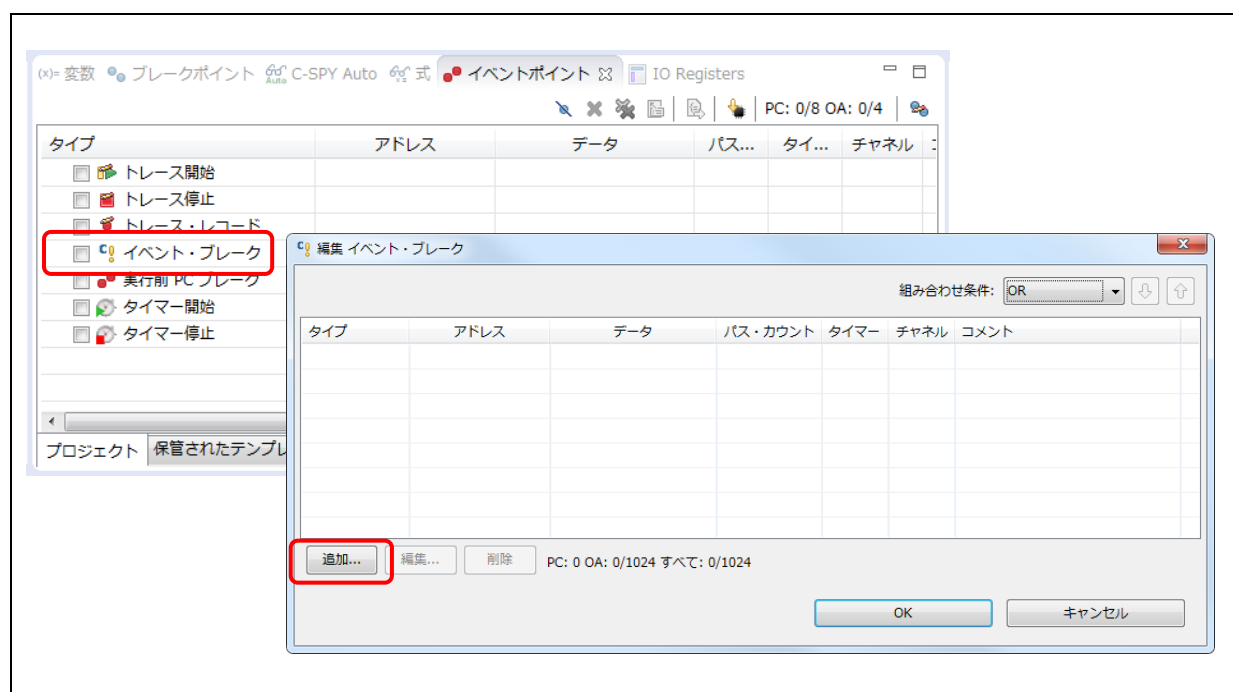 (x)= 変数 ブレークポイント C-SPY Auto 式 イベントポイント IO Registers
PC: 0/8 OA: 0/4
タイプ アドレス データ パス... タイ... チャネル
トレース開始
トレース停止
トレース・レコード
イベント・ブレーク
実行前 PC ブレーク
タイマー開始
タイマー停止
プロジェクト 保管されたテンプレ
編集 イベント・ブレーク
組み合わせ条件: OR
タイプ アドレス データ パス・カウント タイマー チャネル コメント
追加... 編集... 削除 PC: 0 OA: 0/1024 すべて: 0/1024
OK キャンセル